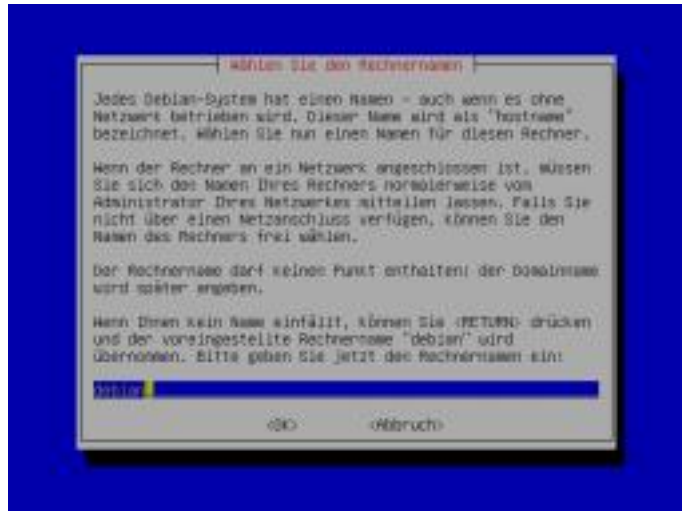 Wählen Sie den Rechnernamen
Jedes Debian-System hat einen Namen - auch wenn es ohne
Netzwerk betrieben wird. Dieser Name wird als "hostname"
bezeichnet. Wählen Sie nun einen Namen für diesen Rechner.
Wenn der Rechner an ein Netzwerk angeschlossen ist, müssen
Sie sich den Namen Ihres Rechners normalerweise vom
Administrator Ihres Netzwerkes mitteilen lassen. Falls Sie
nicht über einen Netzanschluss verfügen, können Sie den
Namen des Rechners frei wählen.
Der Rechnername darf keinen Punkt enthalten; der Domainname
wird später angeben.
Wenn Ihnen kein Name einfällt, können Sie <RETURN> drücken
und der voreingestellte Rechnername "debian" wird
übernommen. Bitte geben Sie jetzt den Rechnernamen ein:
debian
<Ok> <Abbruch>